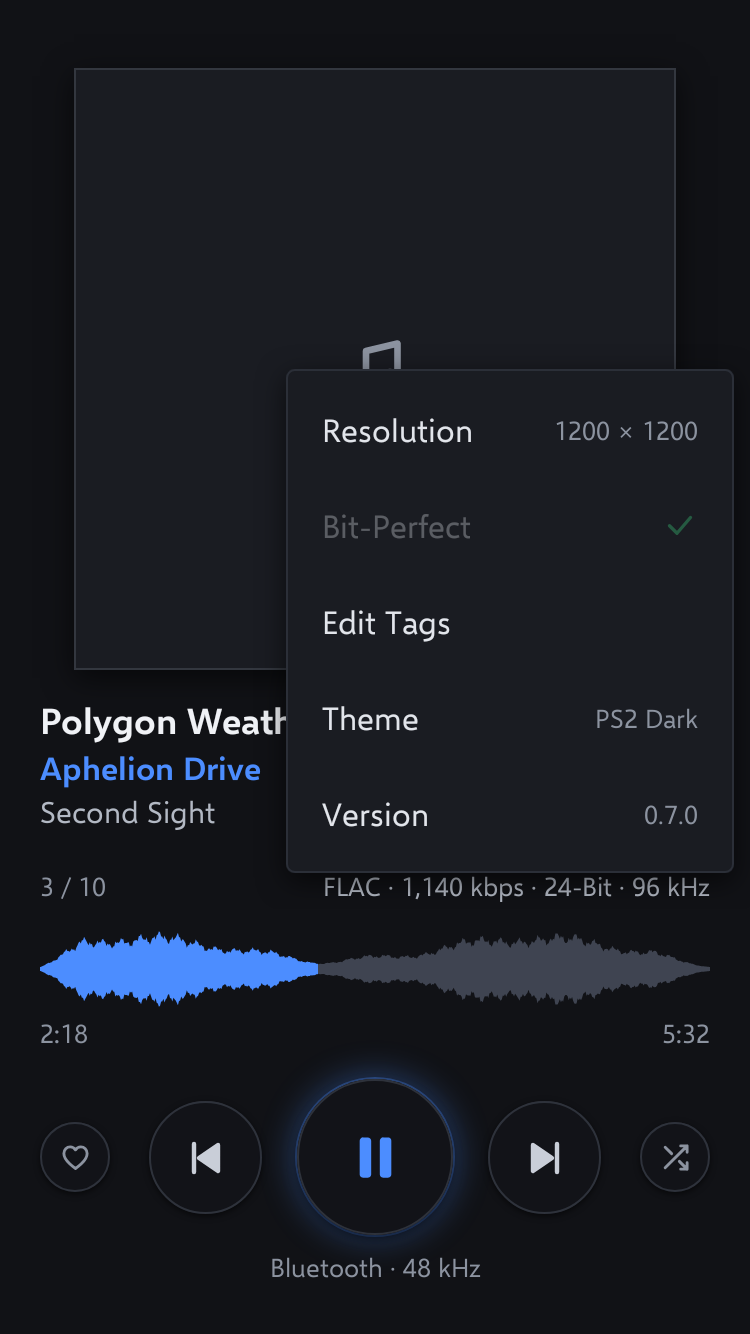 Resolution 1200 × 1200
Bit-Perfect
Edit Tags
Theme PS2 Dark
Version 0.7.0
Polygon
Aphelion Drive
Second Sight
3 / 10 FLAC · 1,140 kbps · 24-Bit · 96 kHz
2:18 5:32
Bluetooth · 48 kHz